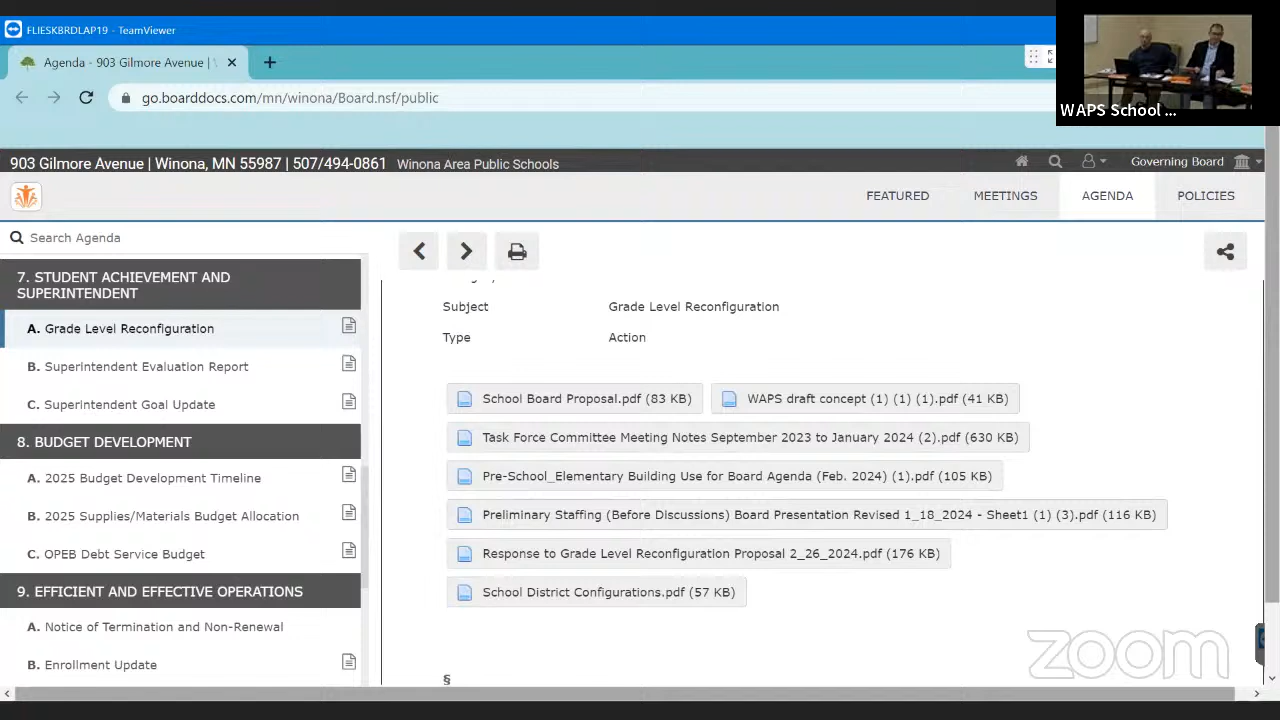 FLIESKBRDLAP19 - TeamViewer
Agenda - 903 Gilmore Avenue |
go.boarddocs.com/mn/winona/Board.nsf/public
WAPS School ...
903 Gilmore Avenue | Winona, MN 55987 | 507/494-0861 Winona Area Public Schools
Governing Board
FEATURED MEETINGS AGENDA POLICIES
Search Agenda
7. STUDENT ACHIEVEMENT AND
SUPERINTENDENT
A. Grade Level Reconfiguration
B. Superintendent Evaluation Report
C. Superintendent Goal Update
8. BUDGET DEVELOPMENT
A. 2025 Budget Development Timeline
B. 2025 Supplies/Materials Budget Allocation
C. OPEB Debt Service Budget
9. EFFICIENT AND EFFECTIVE OPERATIONS
A. Notice of Termination and Non-Renewal
B. Enrollment Update
Subject Grade Level Reconfiguration
Type Action
School Board Proposal.pdf (83 KB) WAPS draft concept (1) (1) (1).pdf (41 KB)
Task Force Committee Meeting Notes September 2023 to January 2024 (2).pdf (630 KB)
Pre-School_Elementary Building Use for Board Agenda (Feb. 2024) (1).pdf (105 KB)
Preliminary Staffing (Before Discussions) Board Presentation Revised 1_18_2024 - Sheet1 (1) (3).pdf (116 KB)
Response to Grade Level Reconfiguration Proposal 2_26_2024.pdf (176 KB)
School District Configurations.pdf (57 KB)
§
zoom